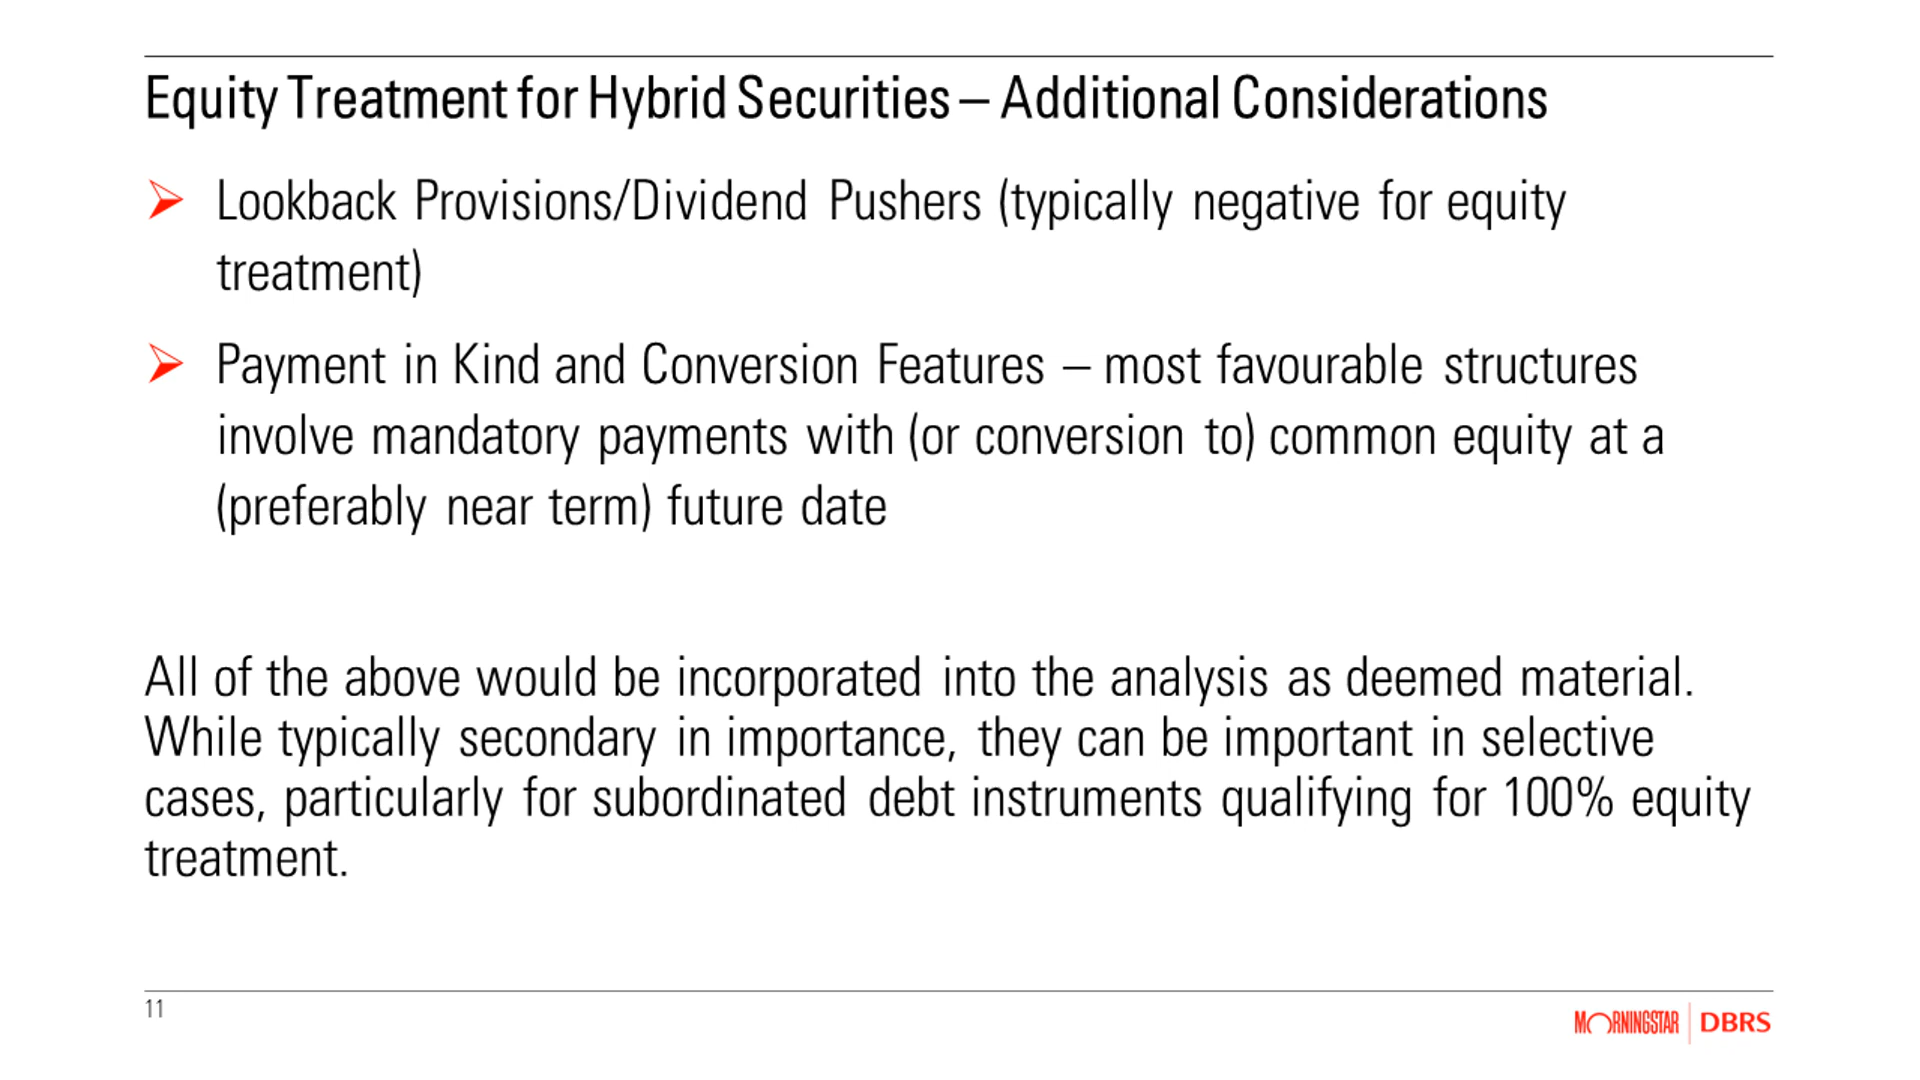 Equity Treatment for Hybrid Securities – Additional Considerations
Lookback Provisions/Dividend Pushers (typically negative for equity
treatment)
Payment in Kind and Conversion Features – most favourable structures
involve mandatory payments with (or conversion to) common equity at a
(preferably near term) future date
All of the above would be incorporated into the analysis as deemed material.
While typically secondary in importance, they can be important in selective
cases, particularly for subordinated debt instruments qualifying for 100% equity
treatment.
11
MORNINGSTAR | DBRS